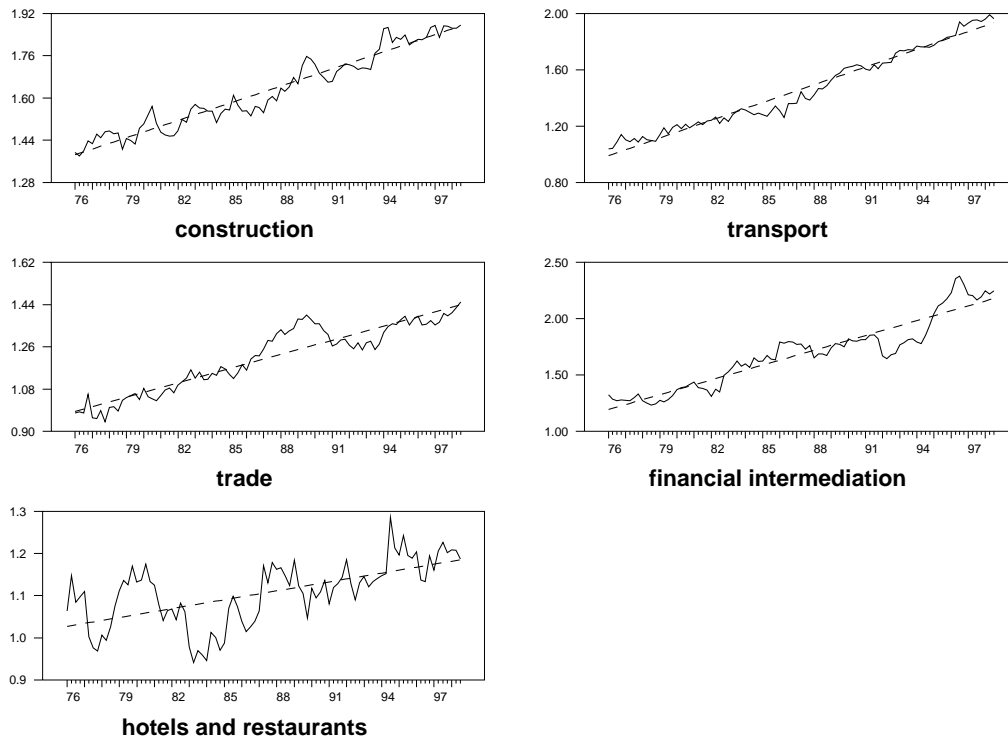 1.92
1.76
1.60
1.44
1.28
76 79 82 85 88 91 94 97
construction
2.00
1.60
1.20
0.80
76 79 82 85 88 91 94 97
transport
1.62
1.44
1.26
1.08
0.90
76 79 82 85 88 91 94 97
trade
2.50
2.00
1.50
1.00
76 79 82 85 88 91 94 97
financial intermediation
1.3
1.2
1.1
1.0
0.9
76 79 82 85 88 91 94 97
hotels and restaurants